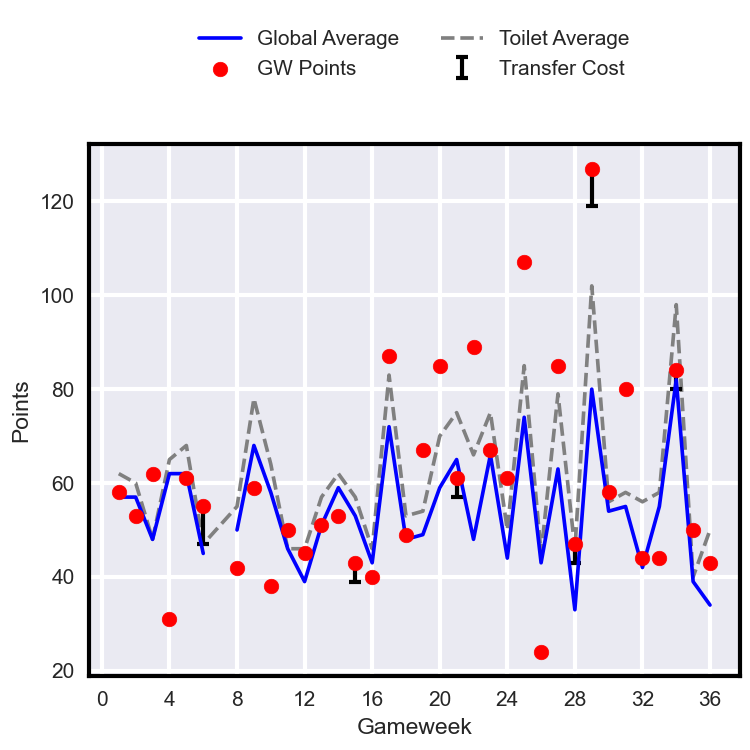 Global Average
Toilet Average
GW Points
Transfer Cost
120
100
80
60
40
20
Points
0 4 8 12 16 20 24 28 32 36
Gameweek